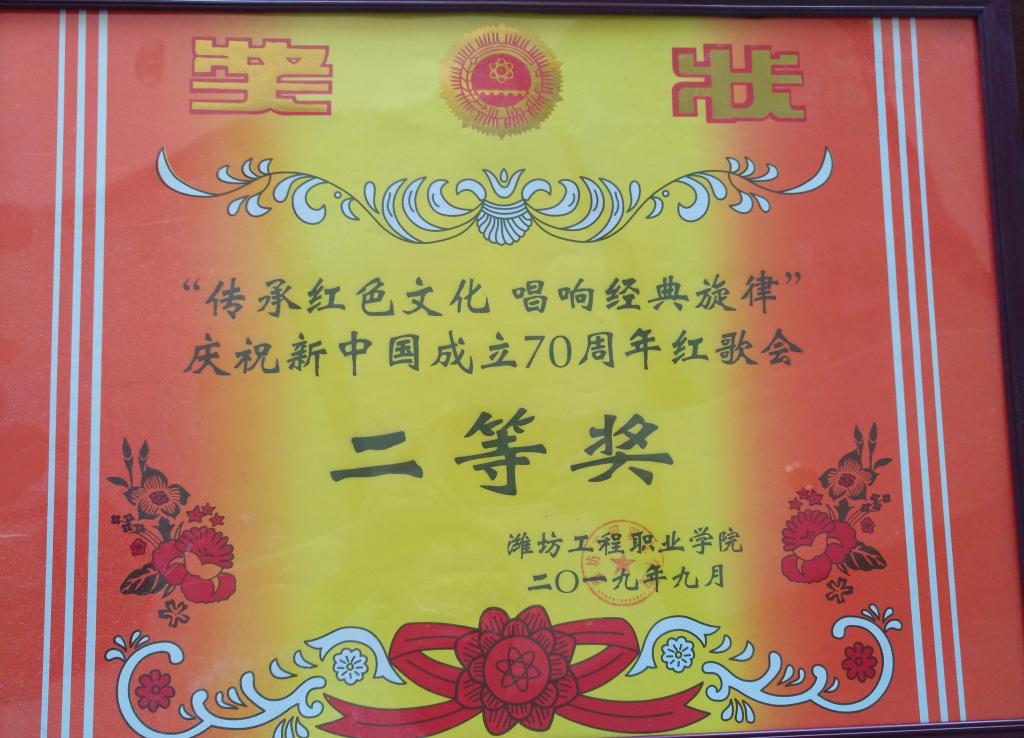 奖 状
“传承红色文化 唱响经典旋律”
庆祝新中国成立70周年红歌会
二等奖
潍坊工程职业学院
二〇一九年九月